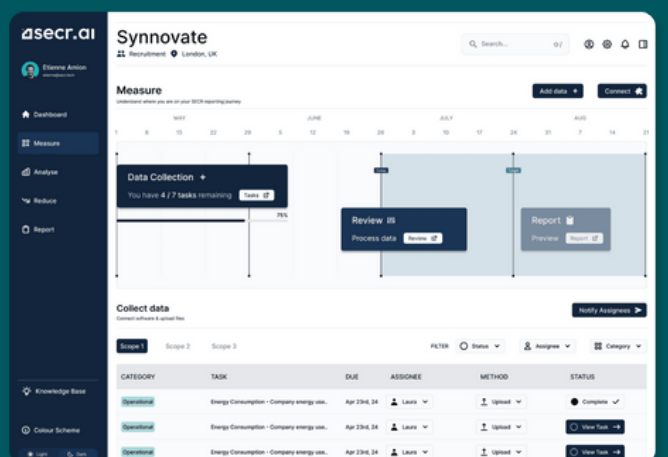 asecr.ai
Etienne Amion
Dashboard
Measure
Analyse
Reduce
Report
Knowledge Base
Colour Scheme
Light Dark
Synnovate
Recruitment London, UK
Search...
Measure
Understand where you are on your SECR reporting journey
Add data +
Connect
MAY JUNE JULY AUG
1 8 15 22 29 5 12 19 26 3 10 17 24 31 7 14 21
Data Collection +
You have 4 / 7 tasks remaining Tasks
75%
Review
Process data Review
Report
Preview Report
Collect data
Connect software & upload files
Notify Assignees
Scope 1 Scope 2 Scope 3
FILTER Status Assignee Category
CATEGORY TASK DUE ASSIGNEE METHOD STATUS
Operational Energy Consumption - Company energy use.. Apr 23rd, 24 Laura Upload Complete
Operational Energy Consumption - Company energy use.. Apr 23rd, 24 Laura Upload View Task
Operational Energy Consumption - Company energy use.. Apr 23rd, 24 Laura Upload View Task